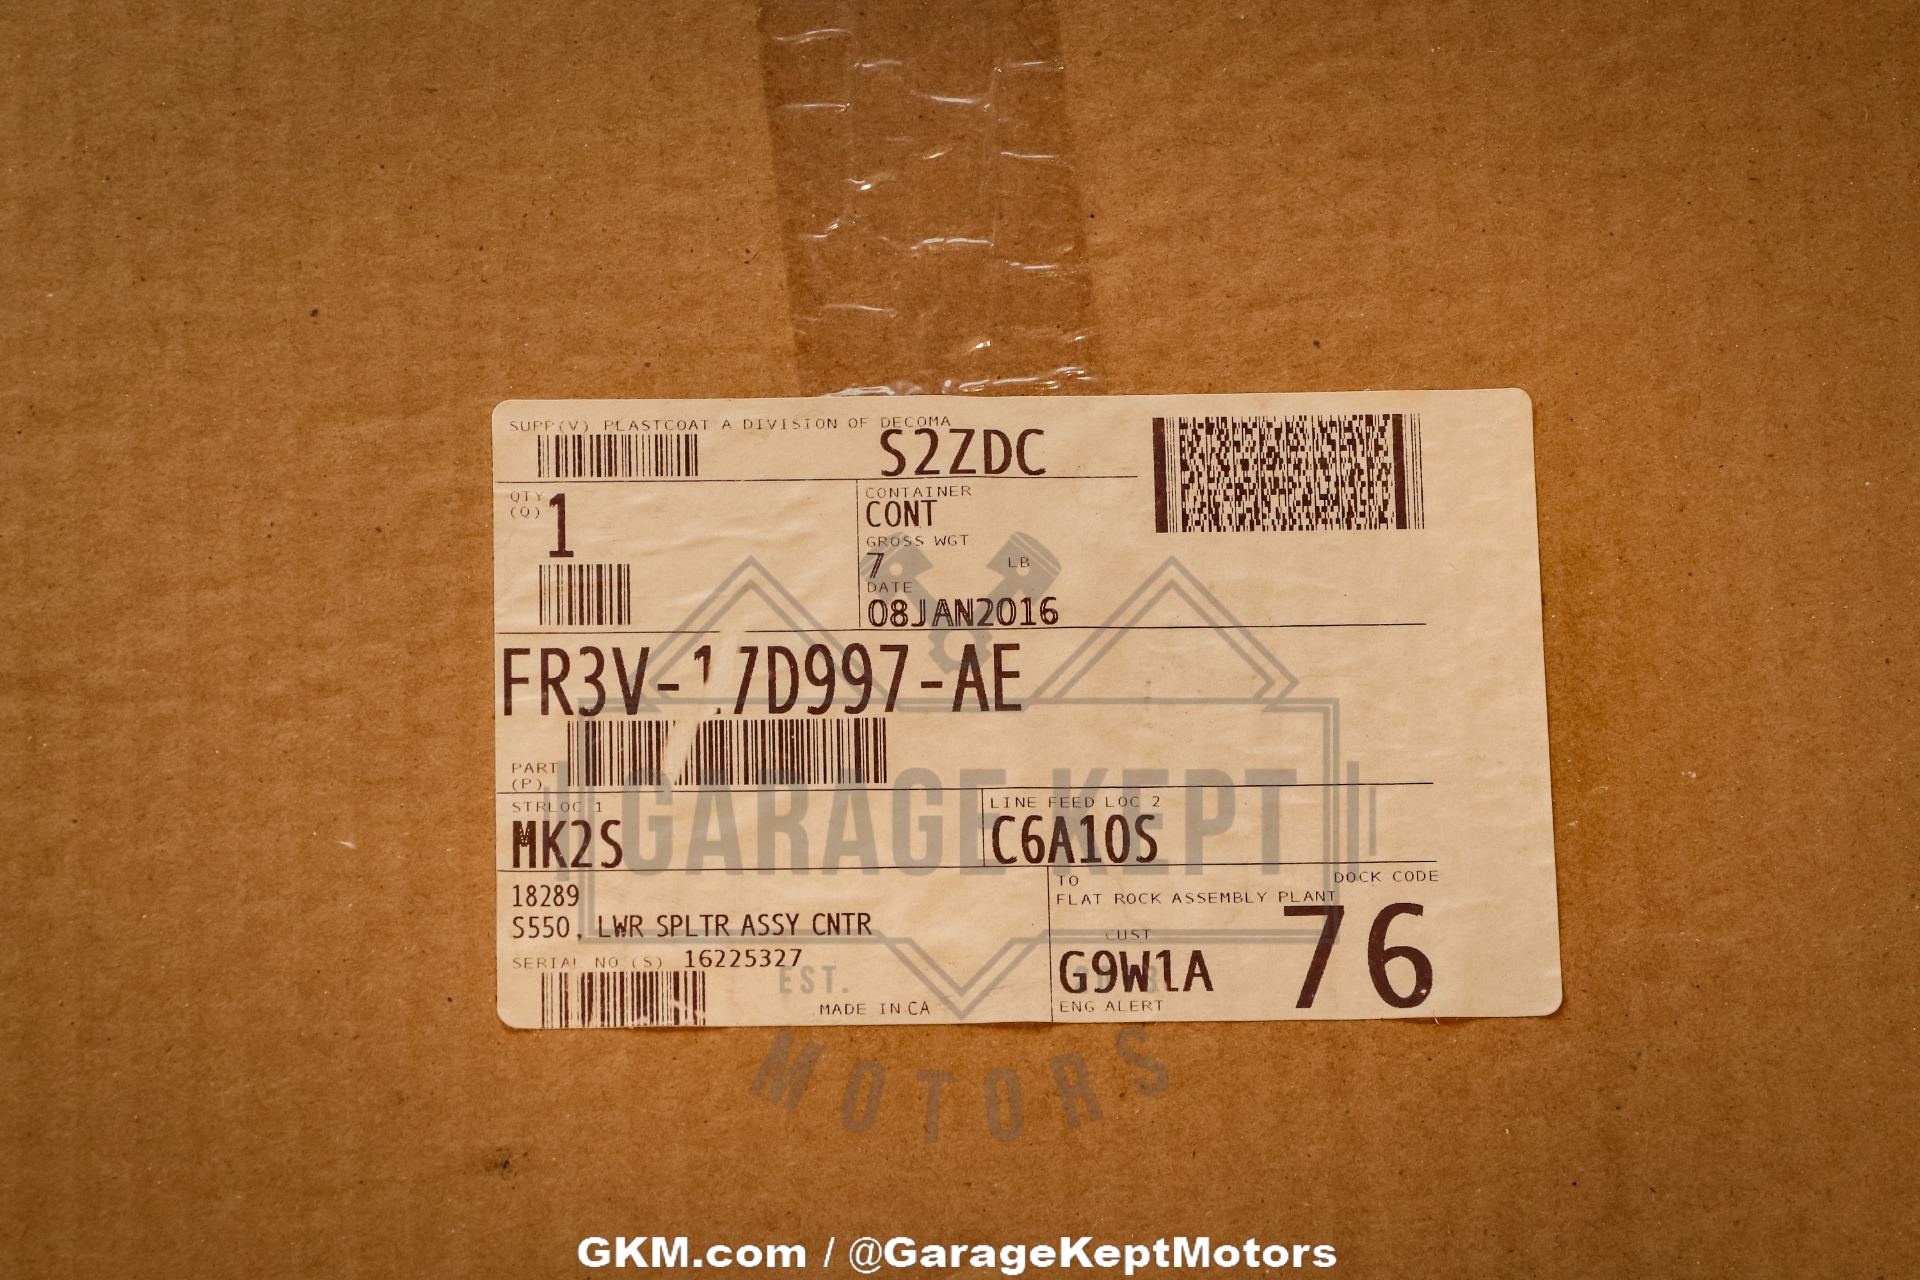 SUPP(V) PLASTCOAT A DIVISION OF DECOMA
S2ZDC
QTY
(Q)
1
CONTAINER
CONT
GROSS WGT
7 LB
DATE
08JAN2016
FR3V-17D997-AE
PART
(P)
STRLOC 1
MK2S
LINE FEED LOC 2
C6A10S
18289
S550, LWR SPLTR ASSY CNTR
SERIAL NO (S) 16225327
MADE IN CA
TO
DOCK CODE
FLAT ROCK ASSEMBLY PLANT
76
CUST
G9W1A
ENG ALERT
GARAGE KEPT
EST.
MOTORS
GKM.com / @GarageKeptMotors